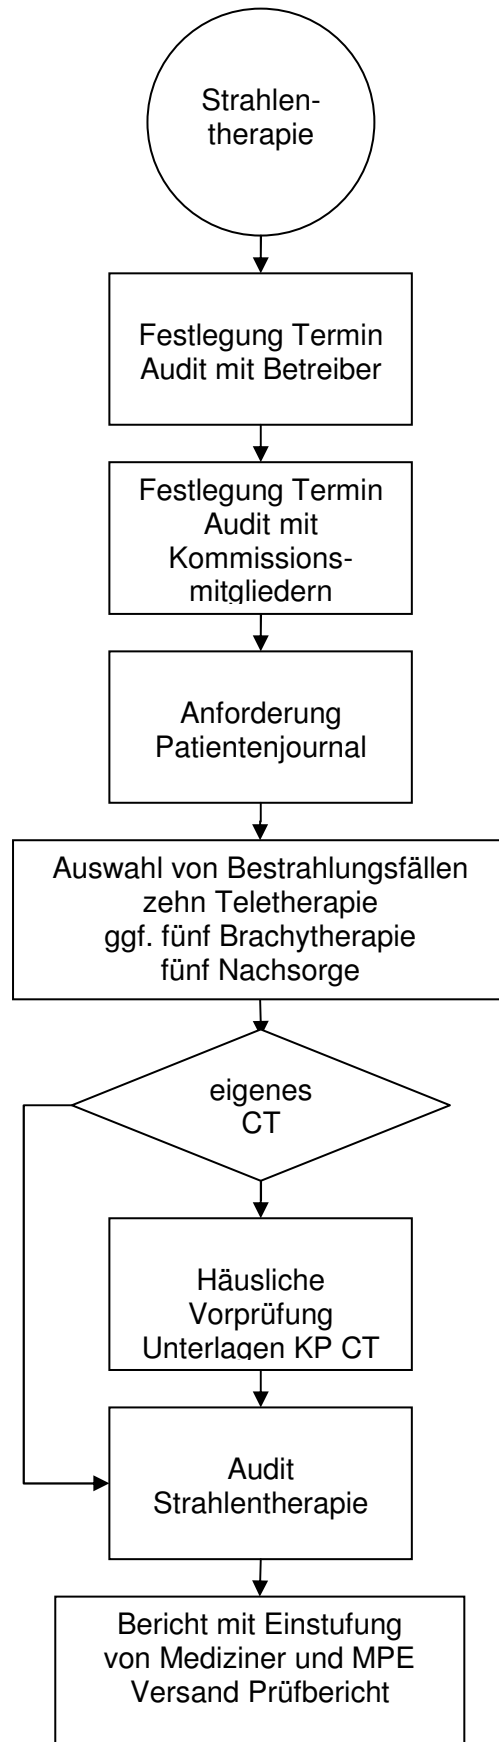 Strahlen-
therapie
Festlegung Termin
Audit mit Betreiber
Festlegung Termin
Audit mit
Kommissions-
mitgliedern
Anforderung
Patientenjournal
Auswahl von Bestrahlungsfällen
zehn Teletherapie
ggf. fünf Brachytherapie
fünf Nachsorge
eigenes
CT
Häusliche
Vorprüfung
Unterlagen KP CT
Audit
Strahlentherapie
Bericht mit Einstufung
von Mediziner und MPE
Versand Prüfbericht